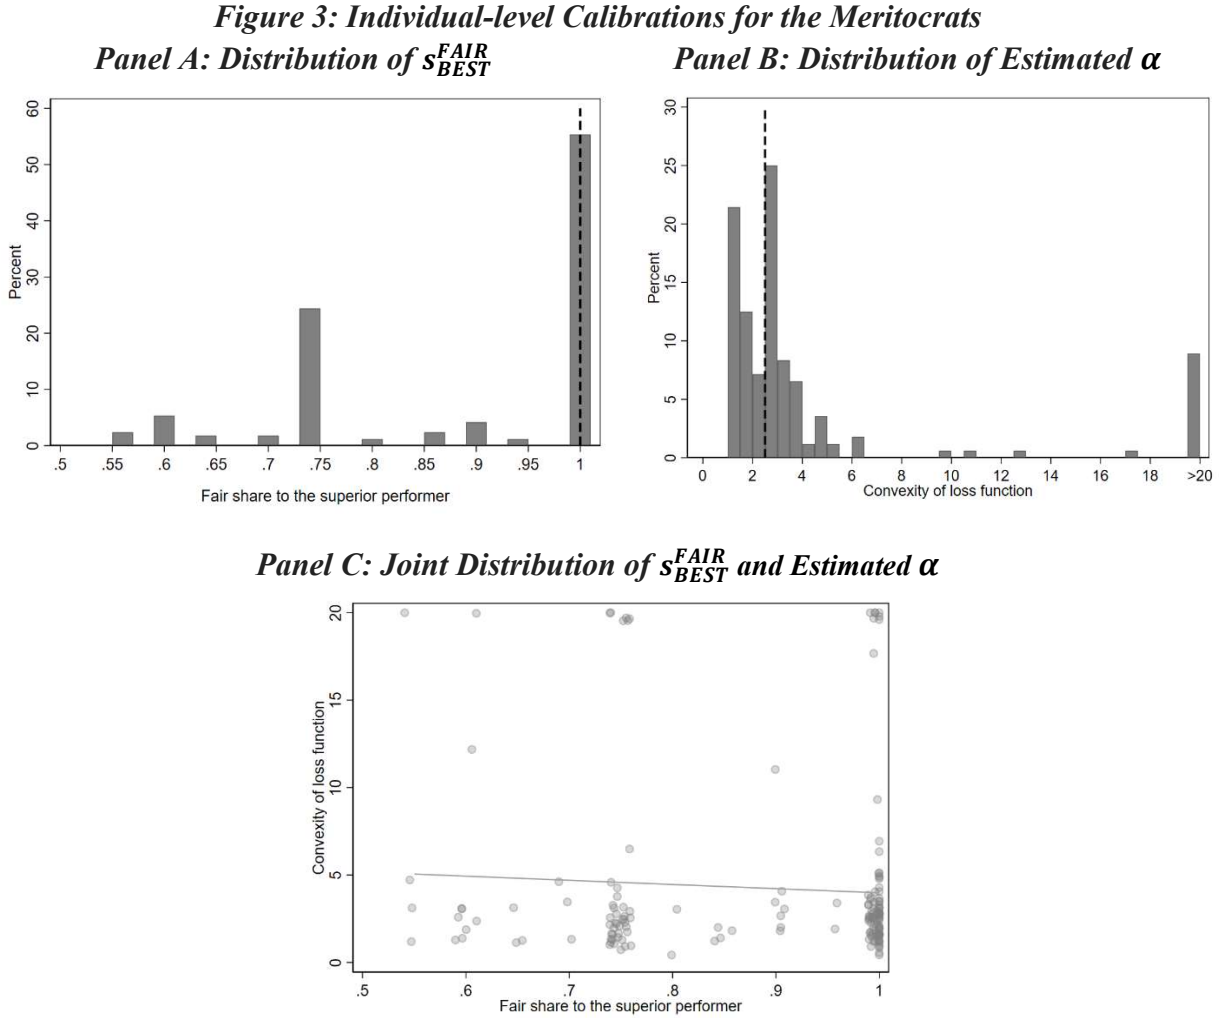 Figure 3: Individual-level Calibrations for the Meritocrats
Panel A: Distribution of s_BEST^FAIR
Panel B: Distribution of Estimated α
60
50
40
30
20
10
0
Percent
.5 .55 .6 .65 .7 .75 .8 .85 .9 .95 1
Fair share to the superior performer
30
25
20
15
10
5
0
Percent
0 2 4 6 8 10 12 14 16 18 >20
Convexity of loss function
Panel C: Joint Distribution of s_BEST^FAIR and Estimated α
20
15
10
5
0
Convexity of loss function
.5 .6 .7 .8 .9 1
Fair share to the superior performer